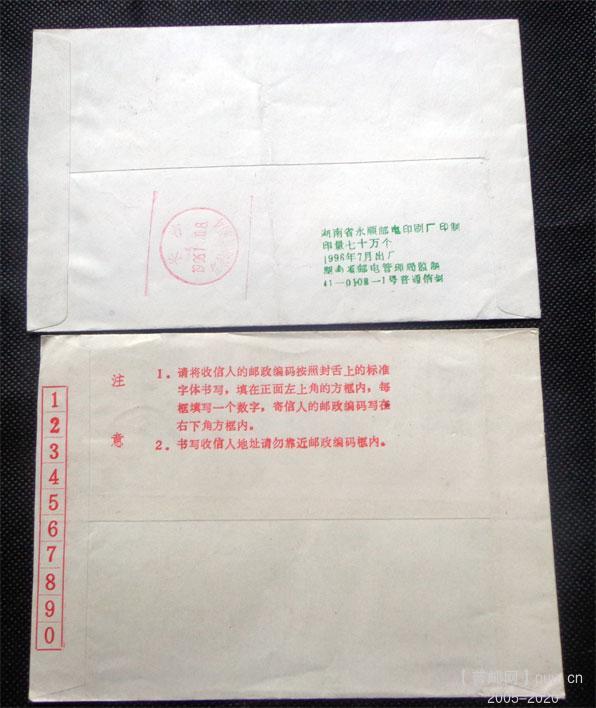 湖南省永顺邮电印刷厂印制
印量七十万个
1996年7月出厂
湖南省邮电管理局监制
注意
1．请将收信人的邮政编码按照封舌上的标准
字体书写，填在正面左上角的方框内，每
框填写一个数字，寄信人的邮政编码写在
右下角方框内。
2．书写收信人地址请勿靠近邮政编码框内。
1
2
3
4
5
6
7
8
9
0
2005-2020